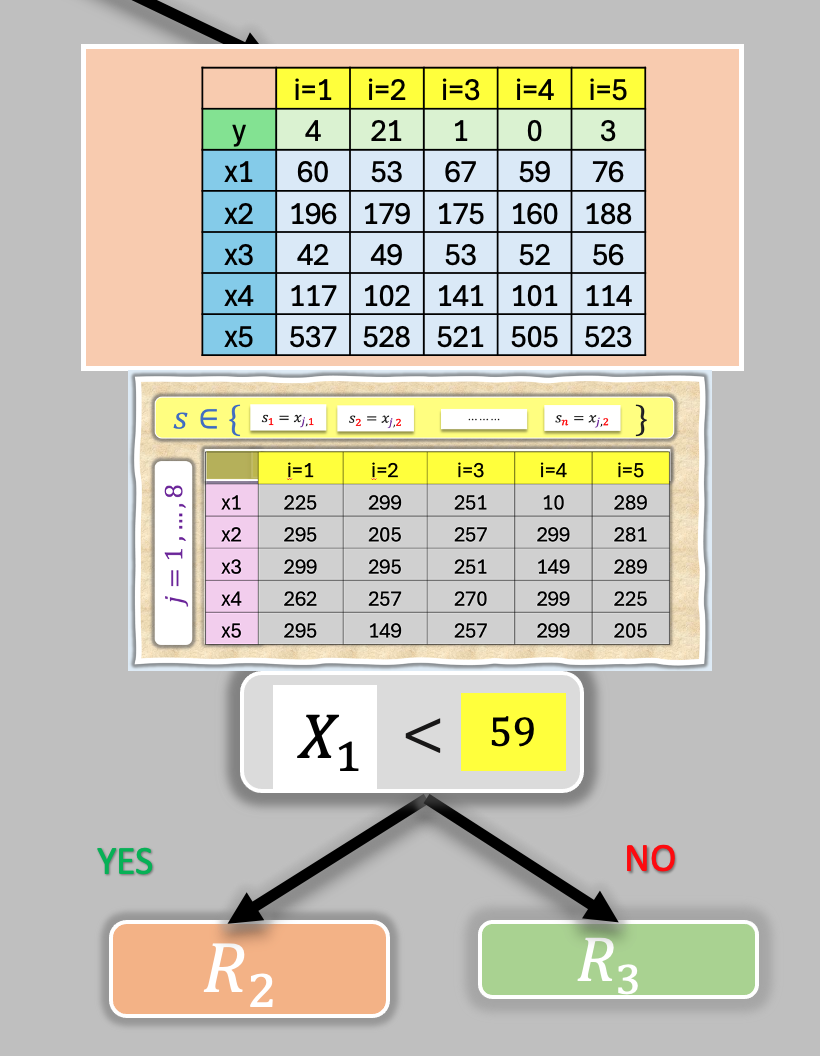 i=1 i=2 i=3 i=4 i=5
y 4 21 1 0 3
x1 60 53 67 59 76
x2 196 179 175 160 188
x3 42 49 53 52 56
x4 117 102 141 101 114
x5 537 528 521 505 523
s ∈ { s₁ = xⱼ,₁ s₂ = xⱼ,₂ ......... sₙ = xⱼ,₂ }
j = 1 , ... , 8
i=1 i=2 i=3 i=4 i=5
x1 225 299 251 10 289
x2 295 205 257 299 281
x3 299 295 251 149 289
x4 262 257 270 299 225
x5 295 149 257 299 205
X₁ < 59
YES NO
R₂ R₃